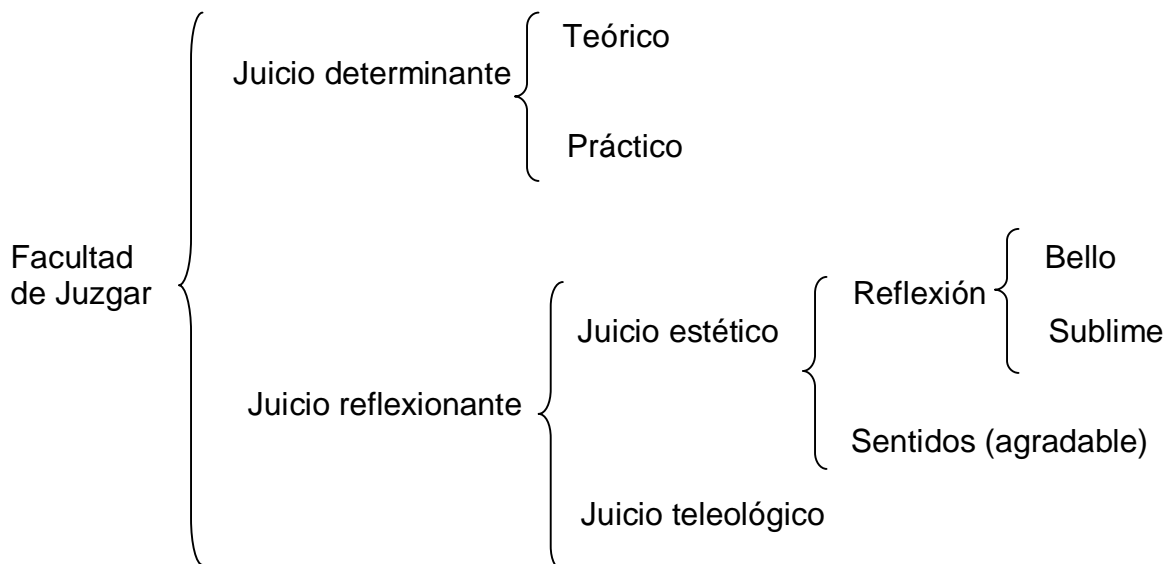 Facultad
de Juzgar
Juicio determinante
Teórico
Práctico
Juicio reflexionante
Juicio estético
Reflexión
Bello
Sublime
Sentidos (agradable)
Juicio teleológico